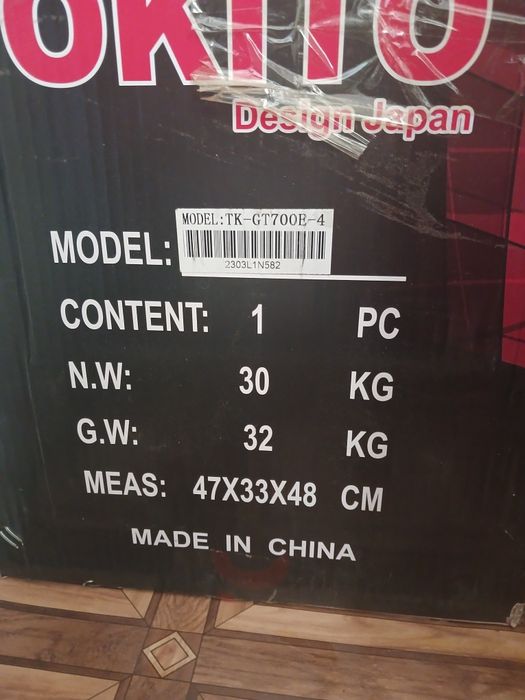 OKITO
Design Japan
MODEL:TK-GT700E-4
MODEL:
2303L1N582
CONTENT: 1 PC
N.W: 30 KG
G.W: 32 KG
MEAS: 47X33X48 CM
MADE IN CHINA